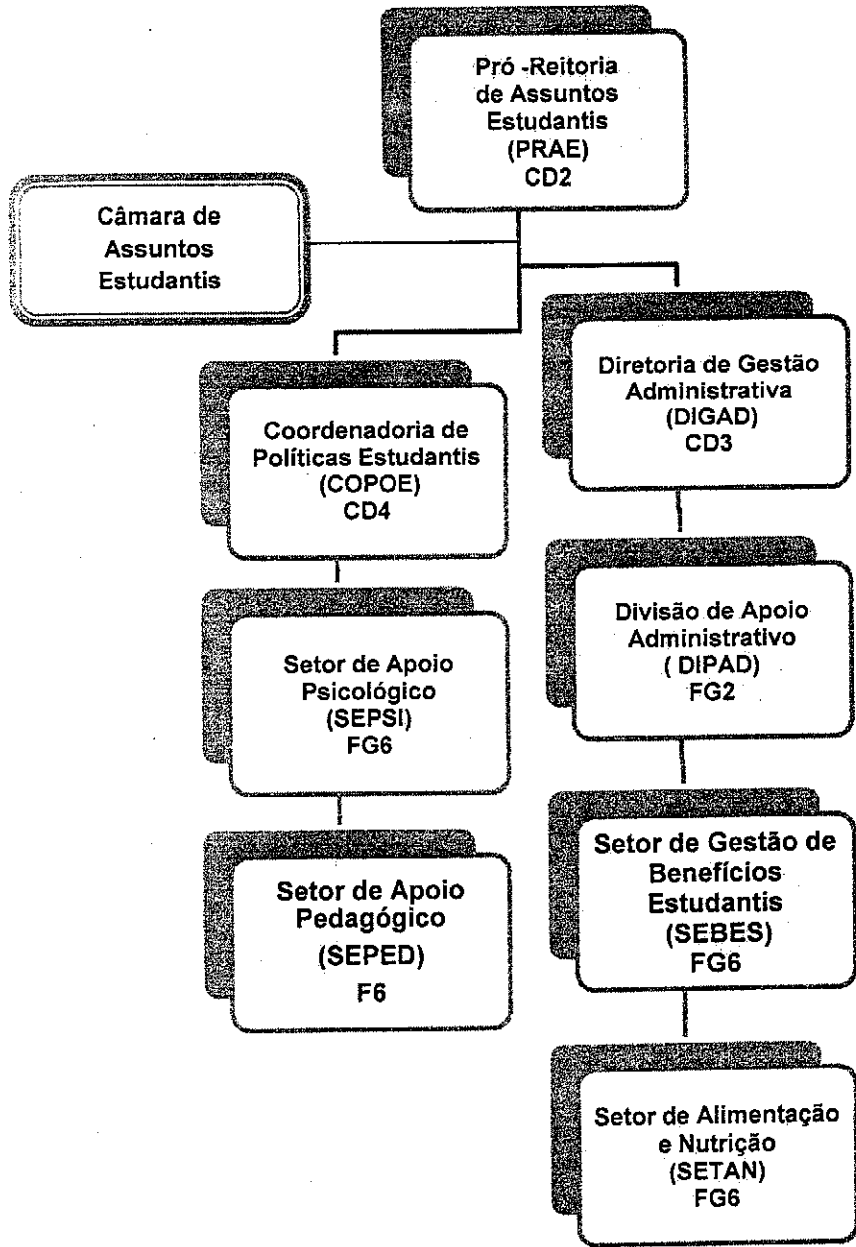 Pró -Reitoria
de Assuntos
Estudantis
(PRAE)
CD2
Câmara de
Assuntos
Estudantis
Coordenadoria de
Políticas Estudantis
(COPOE)
CD4
Setor de Apoio
Psicológico
(SEPSI)
FG6
Setor de Apoio
Pedagógico
(SEPED)
F6
Diretoria de Gestão
Administrativa
(DIGAD)
CD3
Divisão de Apoio
Administrativo
( DIPAD)
FG2
Setor de Gestão de
Benefícios
Estudantis
(SEBES)
FG6
Setor de Alimentação
e Nutrição
(SETAN)
FG6